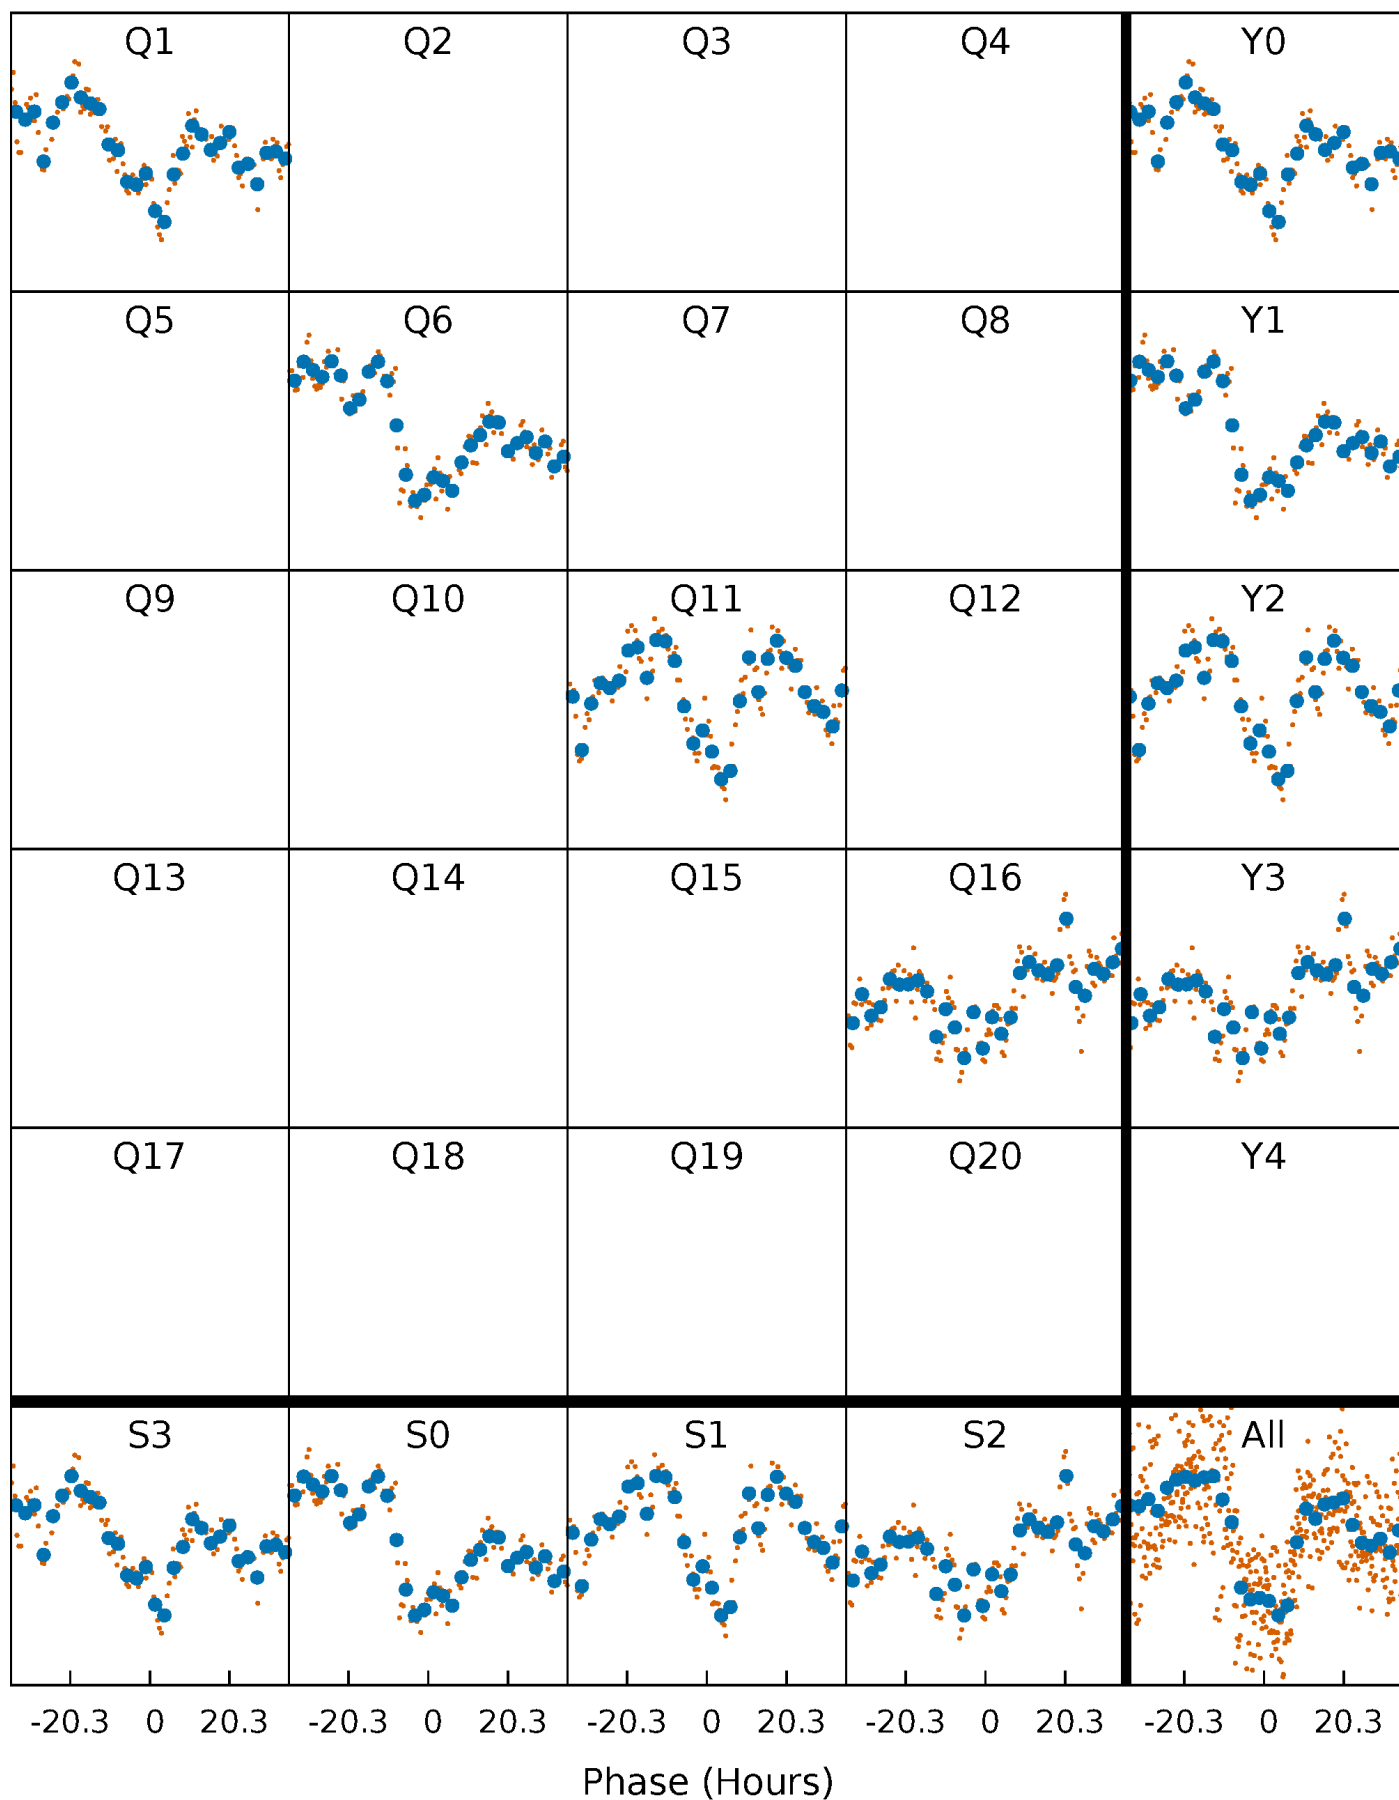 Q1 Q2 Q3 Q4 Y0
Q5 Q6 Q7 Q8 Y1
Q9 Q10 Q11 Q12 Y2
Q13 Q14 Q15 Q16 Y3
Q17 Q18 Q19 Q20 Y4
S3 S0 S1 S2 All
-20.3 0 20.3 -20.3 0 20.3 -20.3 0 20.3 -20.3 0 20.3 -20.3 0 20.3
Phase (Hours)